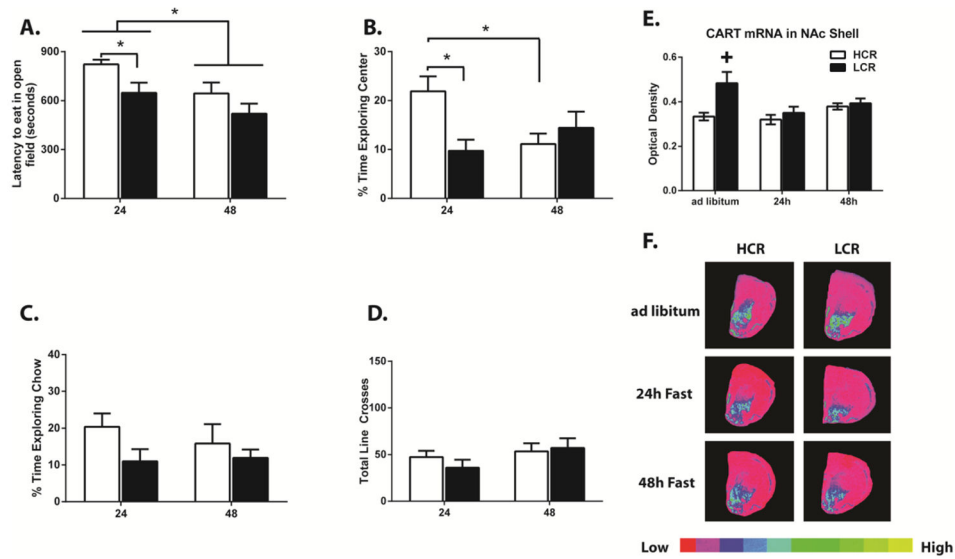 A.
*
*
Latency to eat in open
field (seconds)
900
600
300
0
24
48
B.
*
*
% Time Exploring Center
30
20
10
0
24
48
E.
CART mRNA in NAc Shell
+
HCR
LCR
Optical Density
0.6
0.4
0.2
0.0
ad libitum
24h
48h
C.
% Time Exploring Chow
40
30
20
10
0
24
48
D.
Total Line
Crosses
150
100
50
0
24
48
F.
HCR
LCR
ad libitum
24h Fast
48h Fast
Low
High